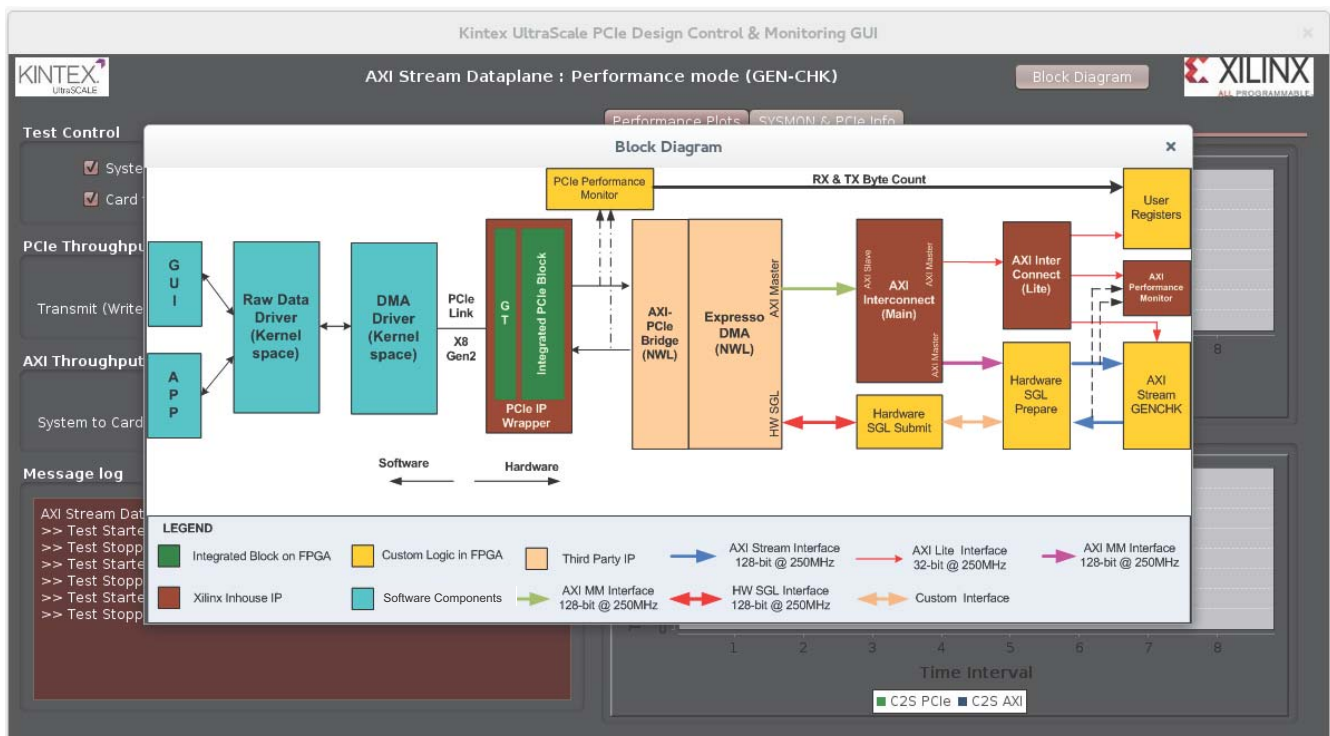 Kintex UltraScale PCIe Design Control & Monitoring GUI
KINTEX
UltraSCALE
AXI Stream Dataplane : Performance mode (GEN-CHK)
Block Diagram
XILINX
ALL PROGRAMMABLE
Test Control
Performance Plots
SYSMON & PCIe Info
Syste
Card
PCIe Throughpu
Transmit (Write
AXI Throughput
System to Card
Message log
AXI Stream Dat
>> Test Starte
>> Test Stopp
>> Test Starte
>> Test Stopp
>> Test Starte
>> Test Stopp
Block Diagram
PCIe Performance
Monitor
RX & TX Byte Count
User
Registers
GUI
APP
Raw Data
Driver
(Kernel
space)
DMA
Driver
(Kernel
space)
PCIe
Link
X8
Gen2
GT
Integrated PCIe Block
PCIe IP
Wrapper
AXI-
PCIe
Bridge
(NWL)
Expresso
DMA
(NWL)
AXI Master
HW SGL
AXI Slave
AXI Master
AXI
Interconnect
(Main)
AXI Master
AXI Inter
Connect
(Lite)
AXI
Performance
Monitor
Hardware
SGL Submit
Hardware
SGL
Prepare
AXI
Stream
GENCHK
Software
Hardware
LEGEND
Integrated Block on FPGA
Custom Logic in FPGA
Third Party IP
AXI Stream Interface
128-bit @ 250MHz
AXI Lite Interface
32-bit @ 250MHz
AXI MM Interface
128-bit @ 250MHz
Xilinx Inhouse IP
Software Components
AXI MM Interface
128-bit @ 250MHz
HW SGL Interface
128-bit @ 250MHz
Custom Interface
8
0
1 2 3 4 5 6 7 8
Time Interval
C2S PCIe C2S AXI